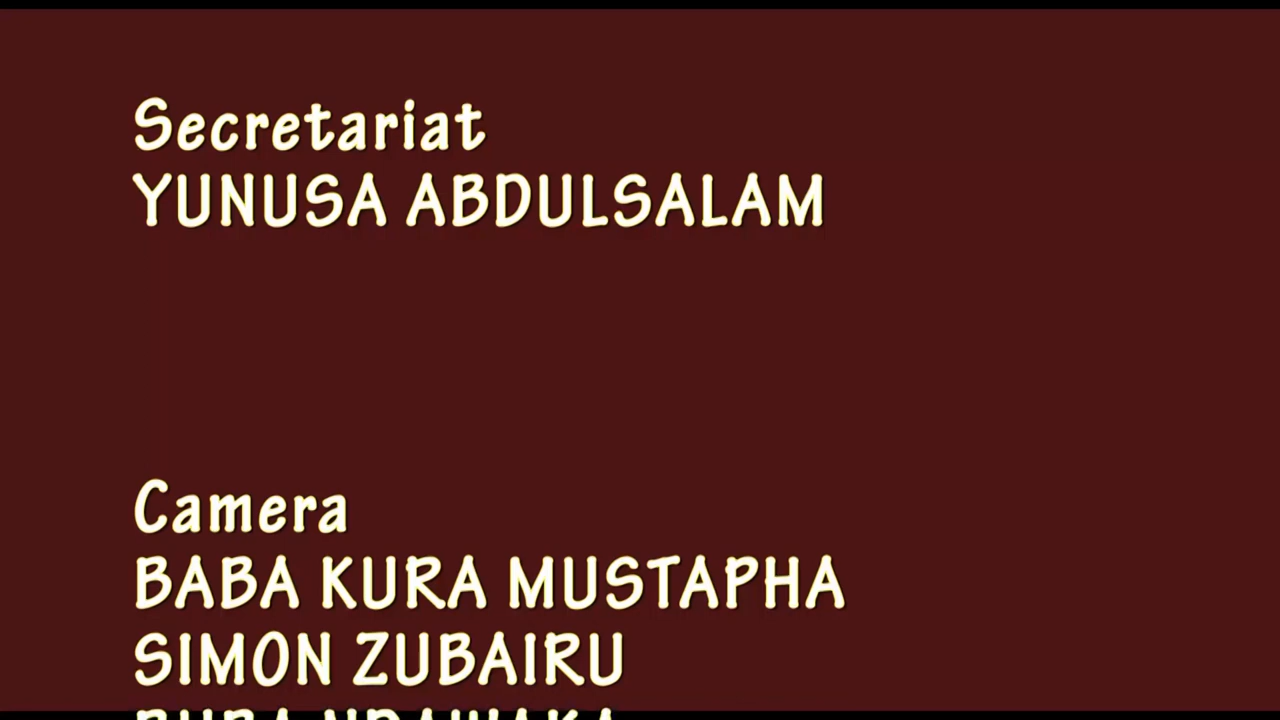 Secretariat
YUNUSA ABDULSALAM
Camera
BABA KURA MUSTAPHA
SIMON ZUBAIRU